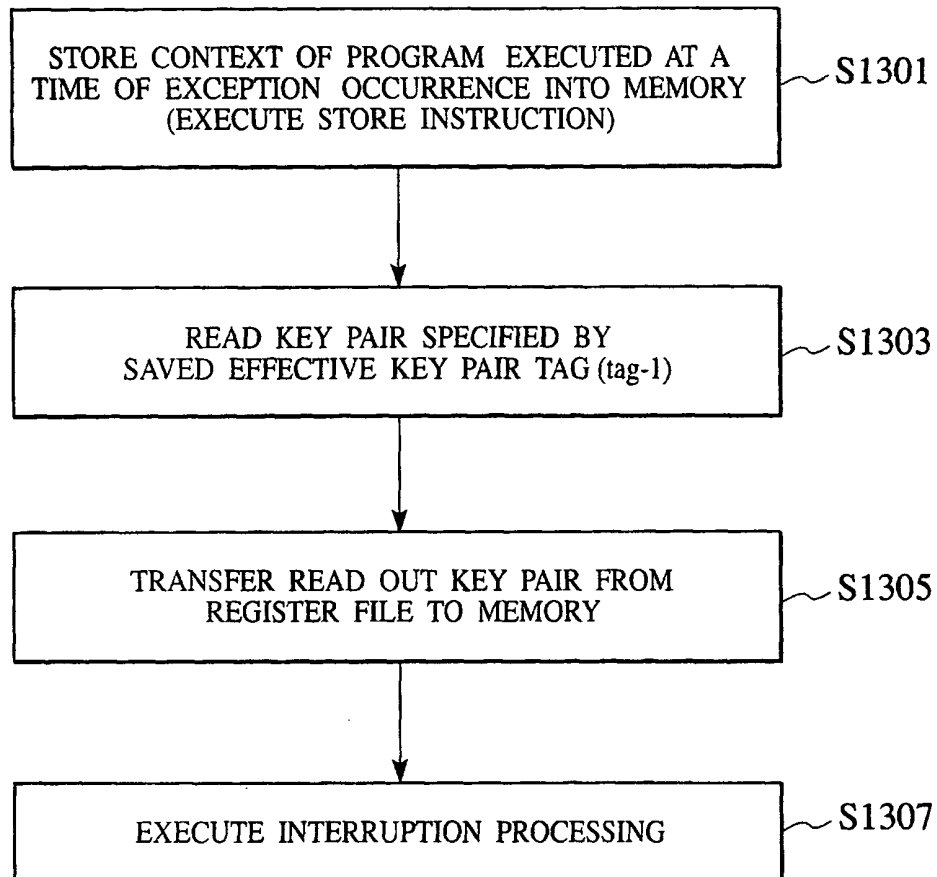 STORE CONTEXT OF PROGRAM EXECUTED AT A
TIME OF EXCEPTION OCCURRENCE INTO MEMORY
(EXECUTE STORE INSTRUCTION)
S1301
READ KEY PAIR SPECIFIED BY
SAVED EFFECTIVE KEY PAIR TAG (tag-1)
S1303
TRANSFER READ OUT KEY PAIR FROM
REGISTER FILE TO MEMORY
S1305
EXECUTE INTERRUPTION PROCESSING
S1307